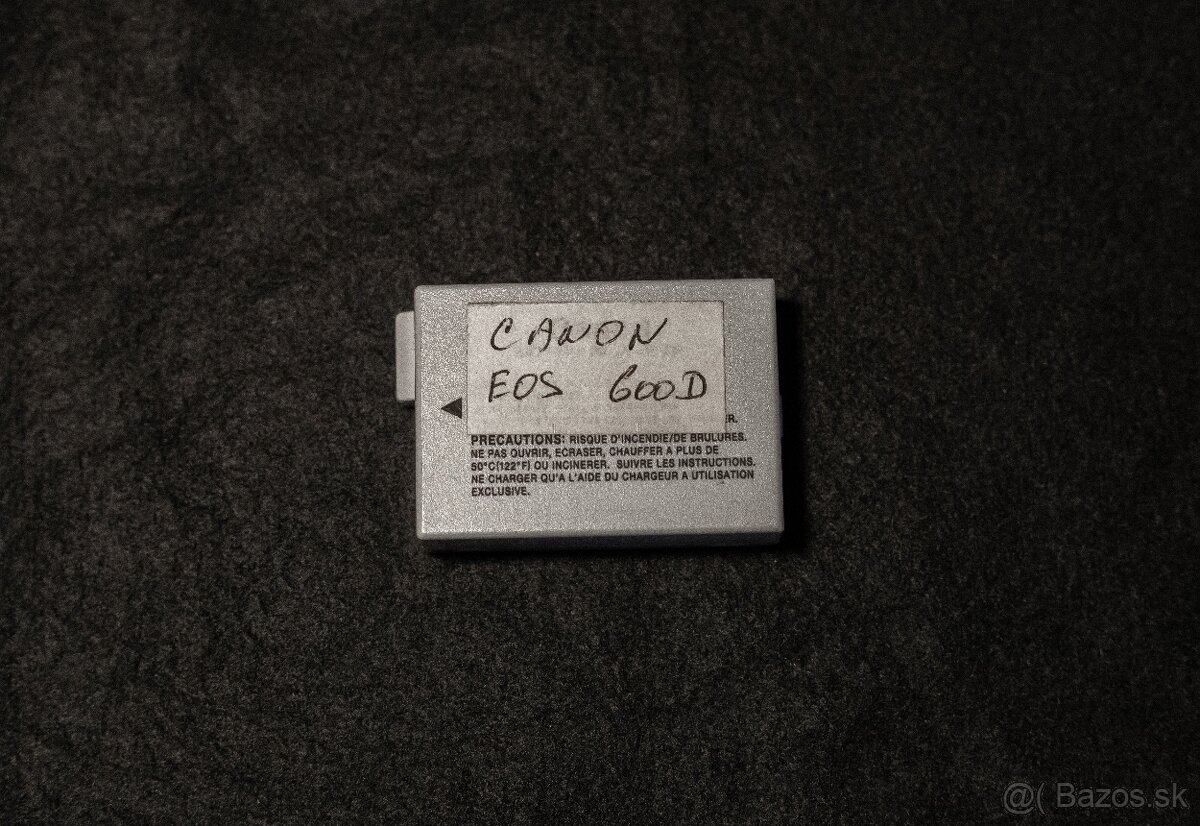 CANON
EOS 600D
R.
PRECAUTIONS: RISQUE D'INCENDIE/DE BRULURES.
NE PAS OUVRIR, ECRASER, CHAUFFER A PLUS DE
50°C(122°F) OU INCINERER. SUIVRE LES INSTRUCTIONS.
NE CHARGER QU'A L'AIDE DU CHARGEUR A UTILISATION
EXCLUSIVE.
@( Bazos.sk